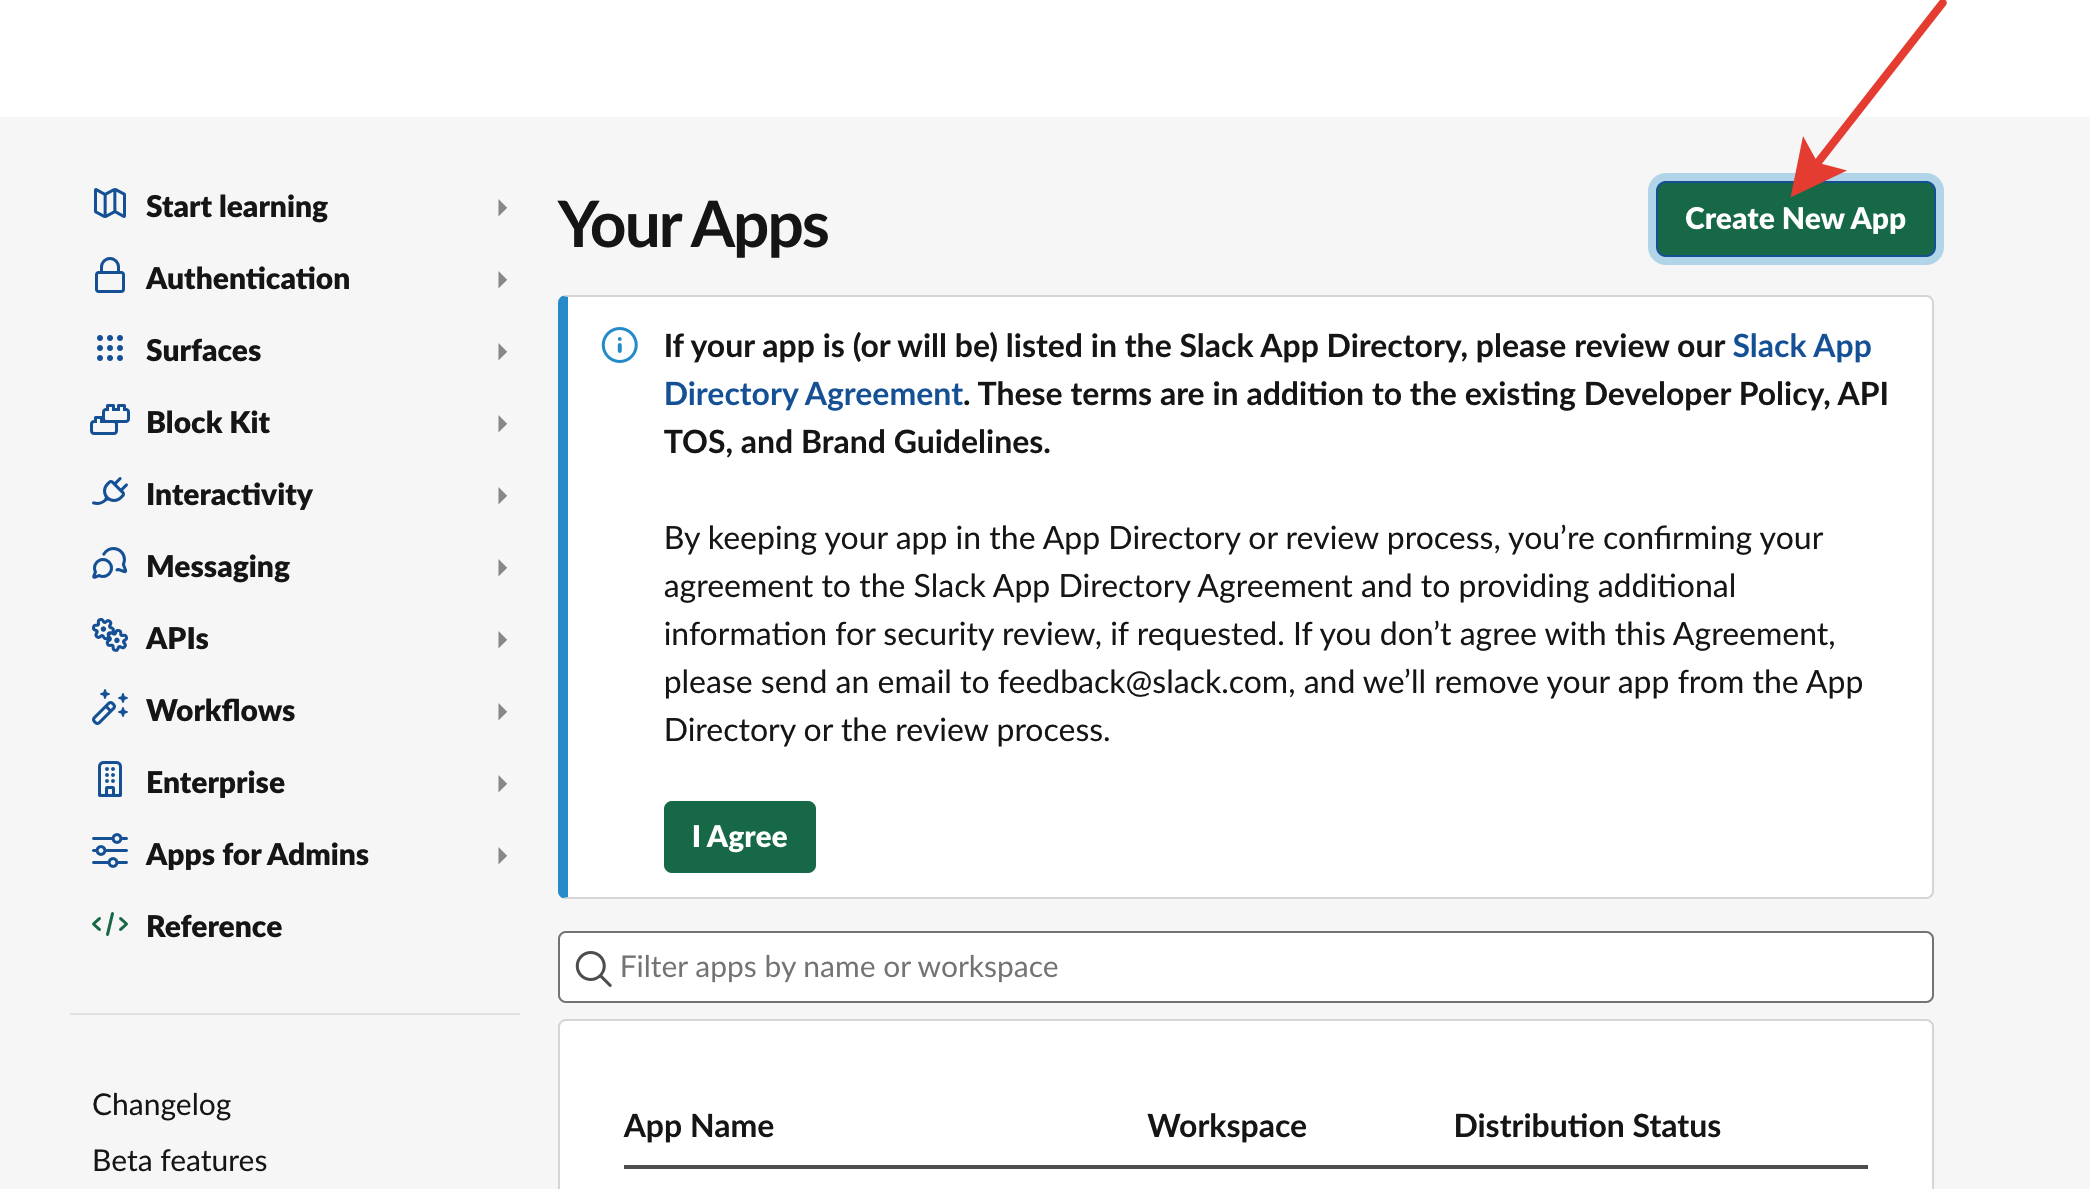 Start learning
Authentication
Surfaces
Block Kit
Interactivity
Messaging
APIs
Workflows
Enterprise
Apps for Admins
Reference
Changelog
Beta features
Your Apps
Create New App
If your app is (or will be) listed in the Slack App Directory, please review our Slack App
Directory Agreement. These terms are in addition to the existing Developer Policy, API
TOS, and Brand Guidelines.
By keeping your app in the App Directory or review process, you’re confirming your
agreement to the Slack App Directory Agreement and to providing additional
information for security review, if requested. If you don’t agree with this Agreement,
please send an email to feedback@slack.com, and we’ll remove your app from the App
Directory or the review process.
I Agree
Filter apps by name or workspace
App Name Workspace Distribution Status